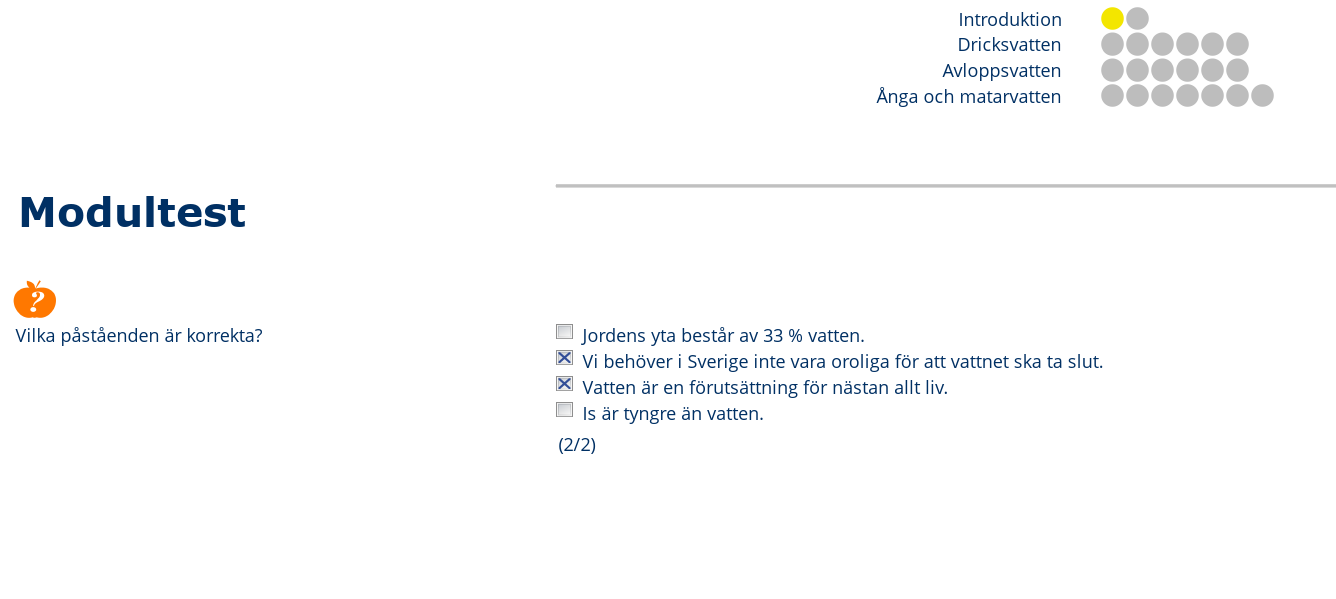 Introduktion
Dricksvatten
Avloppsvatten
Ånga och matarvatten
Modultest
?
Vilka påståenden är korrekta?
Jordens yta består av 33 % vatten.
Vi behöver i Sverige inte vara oroliga för att vattnet ska ta slut.
Vatten är en förutsättning för nästan allt liv.
Is är tyngre än vatten.
(2/2)